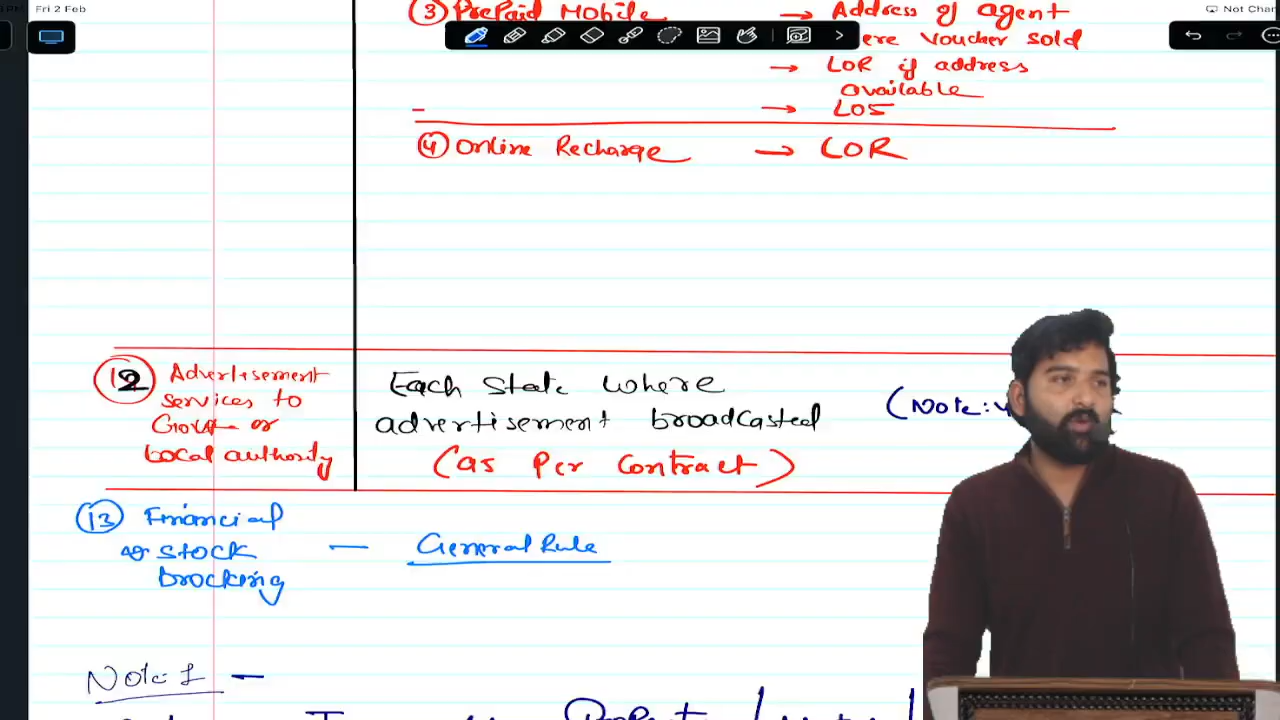 Fri 2 Feb
③ PrePaid Mobile → Address of agent
ere Voucher sold
Not Char
→ LOR if address
available
→ LOS
④ Online Recharge → LOR
12 Advertisement
services to
Govt or
Local authority
Each State where
advertisement broadcasted
(as Per Contract)
(Note:
13 Financial
stock
brocking
— General Rule
Note 1 —